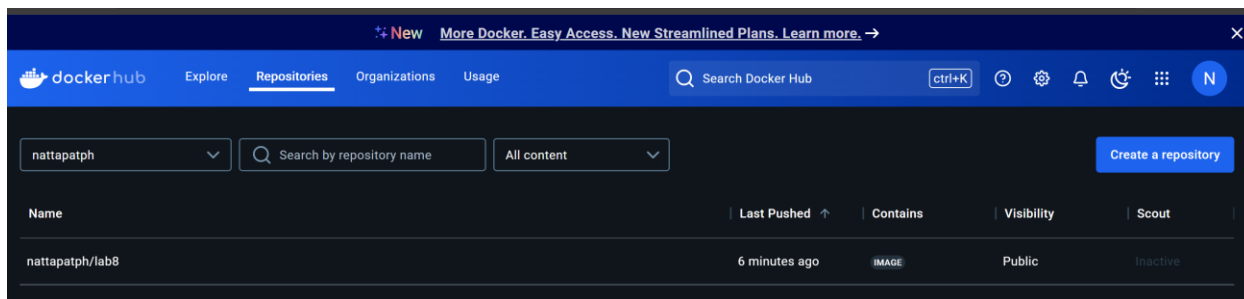 New More Docker. Easy Access. New Streamlined Plans. Learn more. →
dockerhub Explore Repositories Organizations Usage Search Docker Hub ctrl+K N
nattapatph Search by repository name All content Create a repository
Name Last Pushed ↑ Contains Visibility Scout
nattapatph/lab8 6 minutes ago IMAGE Public Inactive